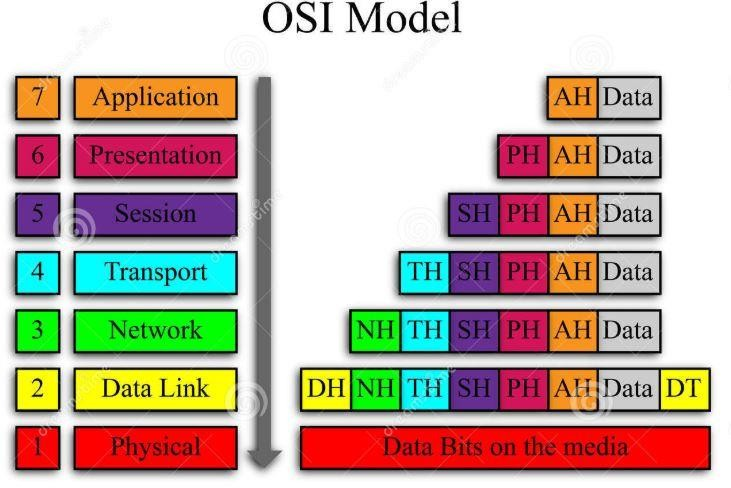 OSI Model
7 Application AH Data
6 Presentation PH AH Data
5 Session SH PH AH Data
4 Transport TH SH PH AH Data
3 Network NH TH SH PH AH Data
2 Data Link DH NH TH SH PH AH Data DT
1 Physical Data Bits on the media